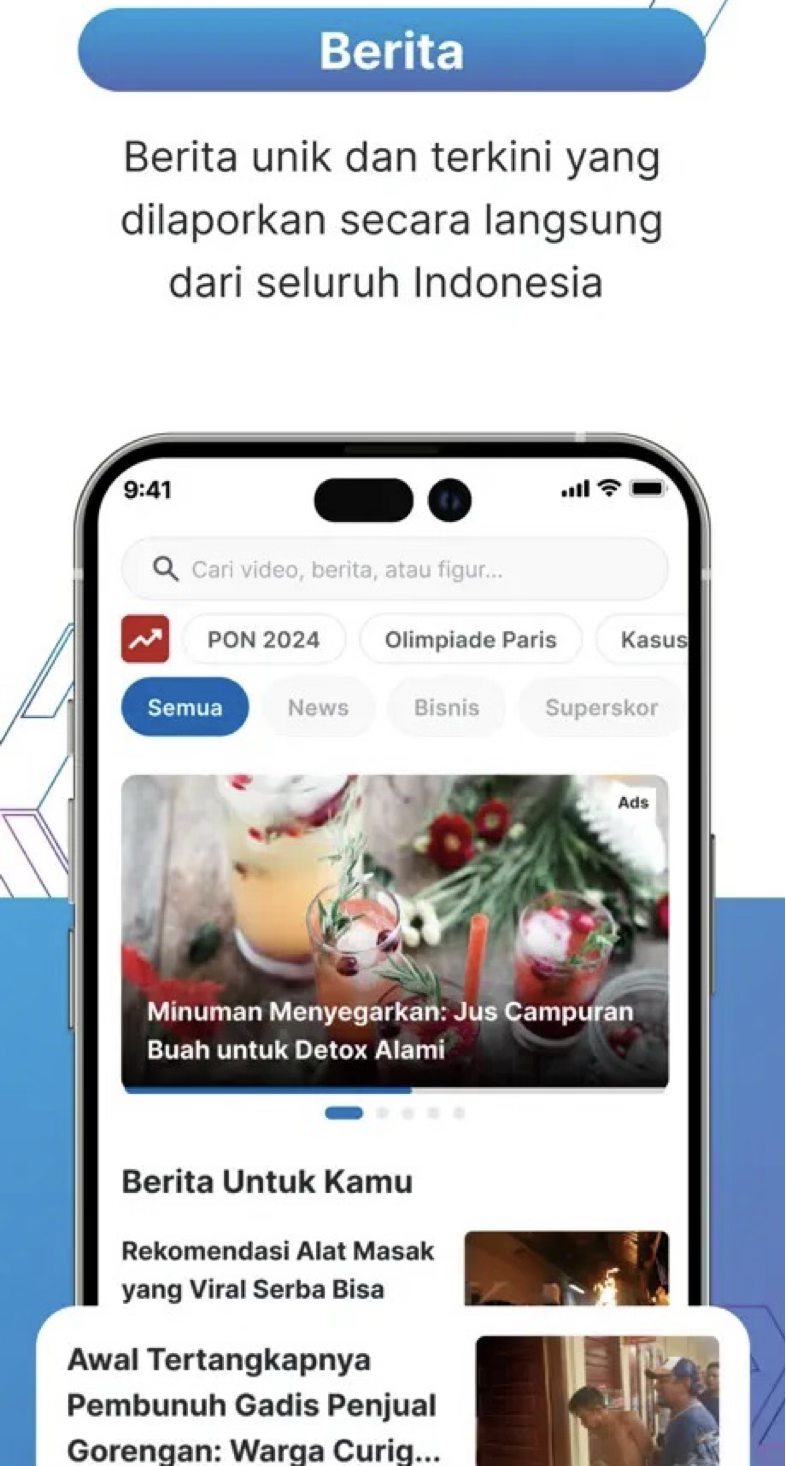 Berita
Berita unik dan terkini yang
dilaporkan secara langsung
dari seluruh Indonesia
9:41
Cari video, berita, atau figur...
PON 2024
Olimpiade Paris
Kasus
Semua
News
Bisnis
Superskor
Ads
Minuman Menyegarkan: Jus Campuran
Buah untuk Detox Alami
Berita Untuk Kamu
Rekomendasi Alat Masak
yang Viral Serba Bisa
Awal Tertangkapnya
Pembunuh Gadis Penjual
Gorengan: Warga Curig...